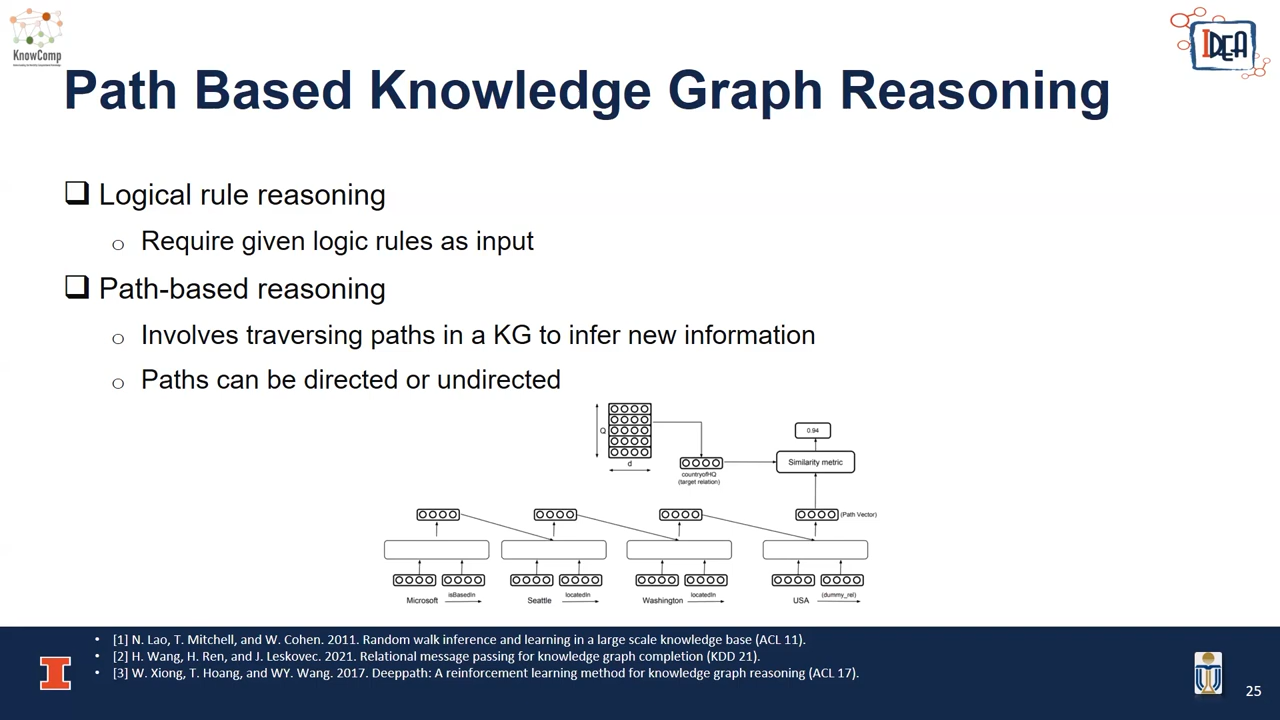 KnowComp
IDEA
Path Based Knowledge Graph Reasoning
Logical rule reasoning
Require given logic rules as input
Path-based reasoning
Involves traversing paths in a KG to infer new information
Paths can be directed or undirected
Q
d
countryofHQ
(target relation)
0.94
Similarity metric
(Path Vector)
Microsoft
isBasedIn
Seattle
locatedIn
Washington
locatedIn
USA
(dummy_rel)
• [1] N. Lao, T. Mitchell, and W. Cohen. 2011. Random walk inference and learning in a large scale knowledge base (ACL 11).
• [2] H. Wang, H. Ren, and J. Leskovec. 2021. Relational message passing for knowledge graph completion (KDD 21).
• [3] W. Xiong, T. Hoang, and WY. Wang. 2017. Deeppath: A reinforcement learning method for knowledge graph reasoning (ACL 17).
25